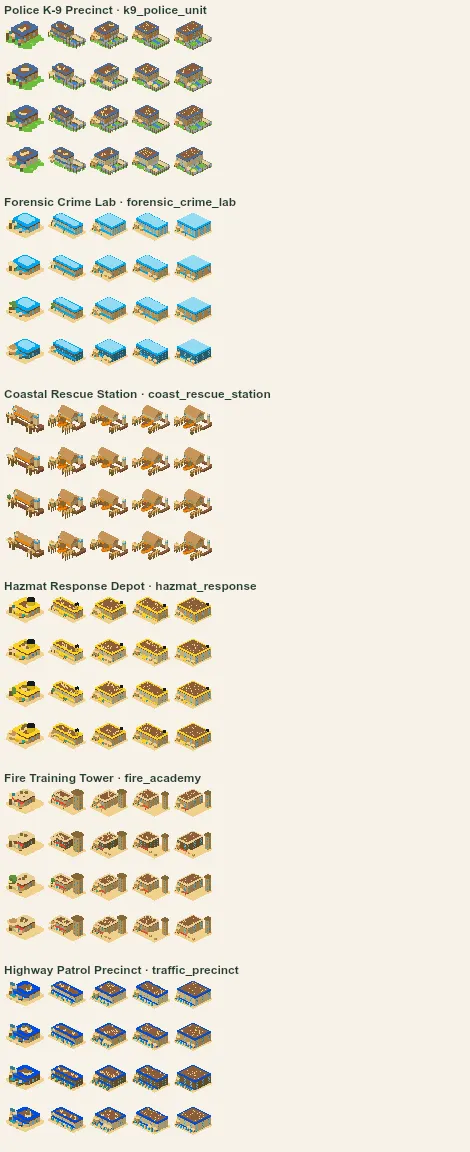 Police K-9 Precinct · k9_police_unit
Forensic Crime Lab · forensic_crime_lab
Coastal Rescue Station · coast_rescue_station
Hazmat Response Depot · hazmat_response
Fire Training Tower · fire_academy
Highway Patrol Precinct · traffic_precinct